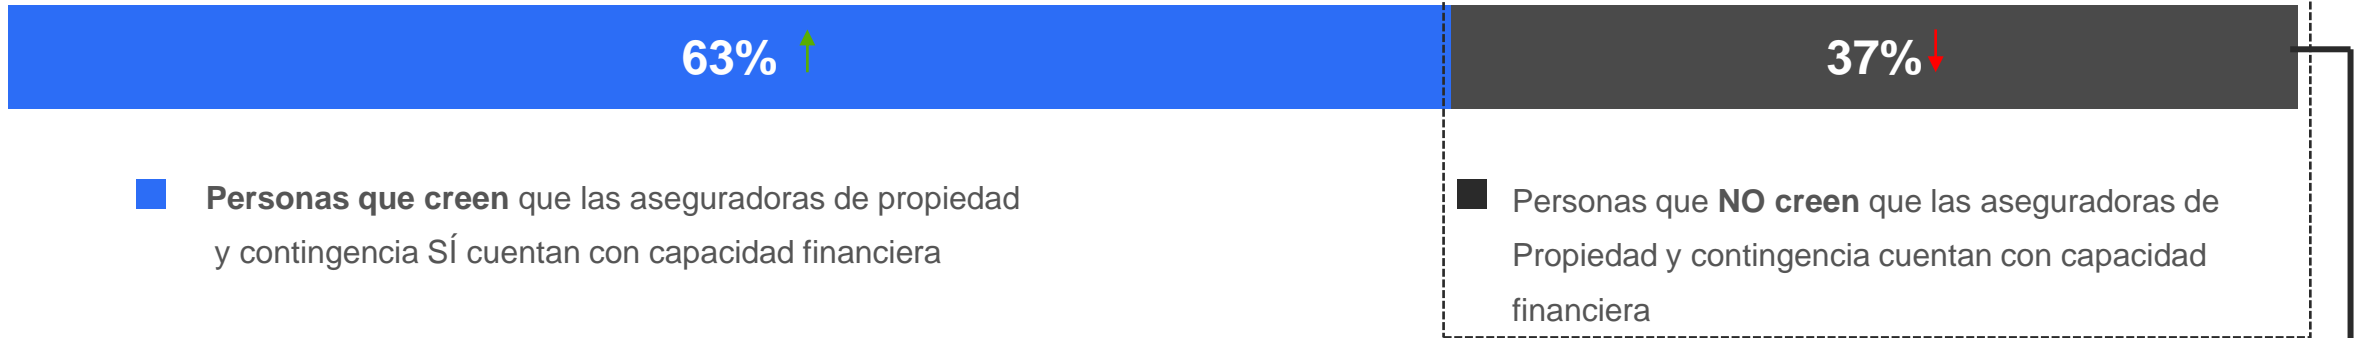 63%
37%
Personas que creen que las aseguradoras de propiedad
y contingencia SÍ cuentan con capacidad financiera
Personas que NO creen que las aseguradoras de
Propiedad y contingencia cuentan con capacidad
financiera